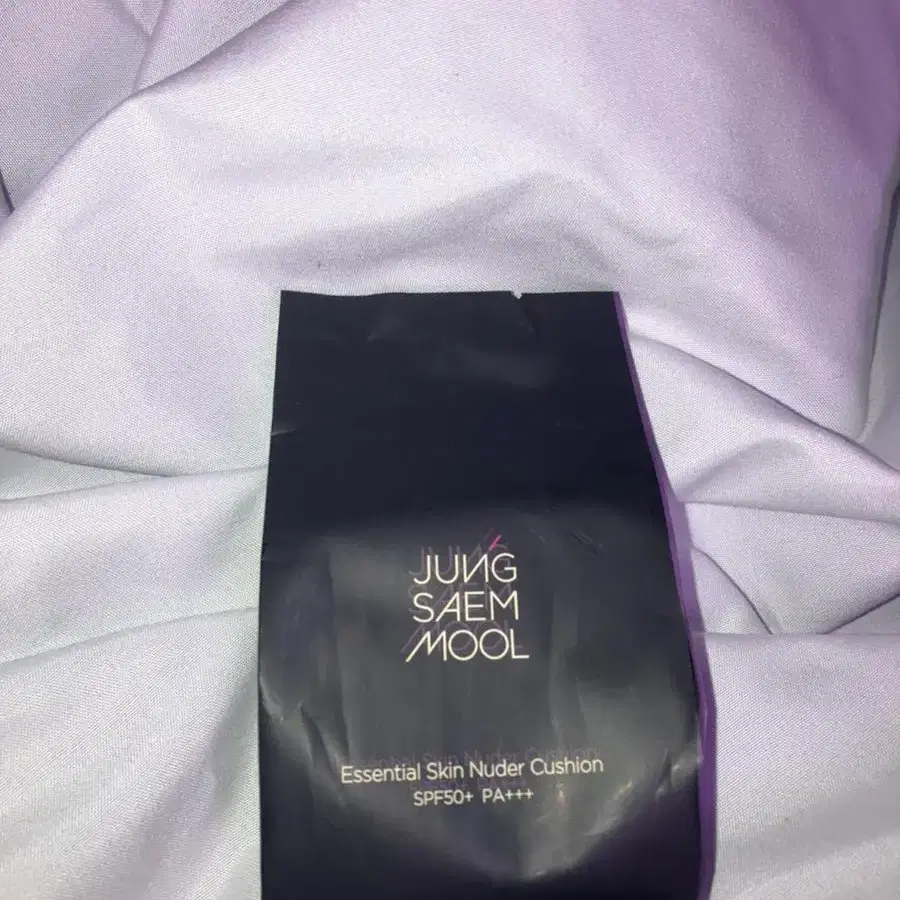 JUNG
SAEM
MOOL
Essential Skin Nuder Cushion
SPF50+ PA+++